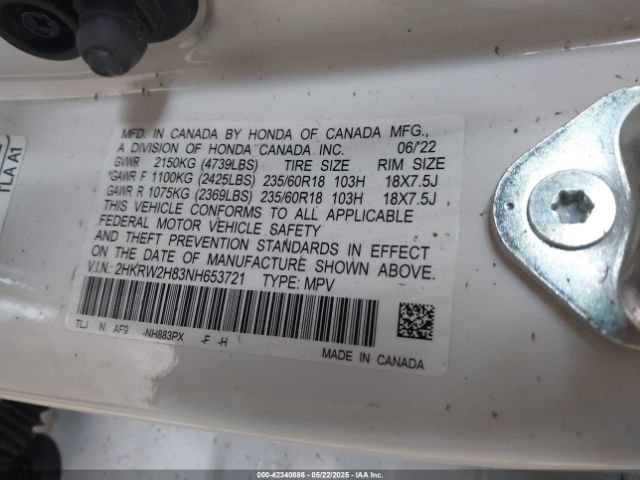 MFD. IN CANADA BY HONDA OF CANADA MFG.,
A DIVISION OF HONDA CANADA INC. 06/'22
GVWR 2150KG (4739LBS) TIRE SIZE RIM SIZE
GAWR F 1100KG (2425LBS) 235/60R18 103H 18X7.5J
GAWR R 1075KG (2369LBS) 235/60R18 103H 18X7.5J
THIS VEHICLE CONFORMS TO ALL APPLICABLE
FEDERAL MOTOR VEHICLE SAFETY
AND THEFT PREVENTION STANDARDS IN EFFECT
ON THE DATE OF MANUFACTURE SHOWN ABOVE.
V.I.N: 2HKRW2H83NH653721 TYPE: MPV
TLJ N AF9 -NH883PX -F -H
MADE IN CANADA
TLA A1
000-42340886 - 05/22/2025 - IAA Inc.